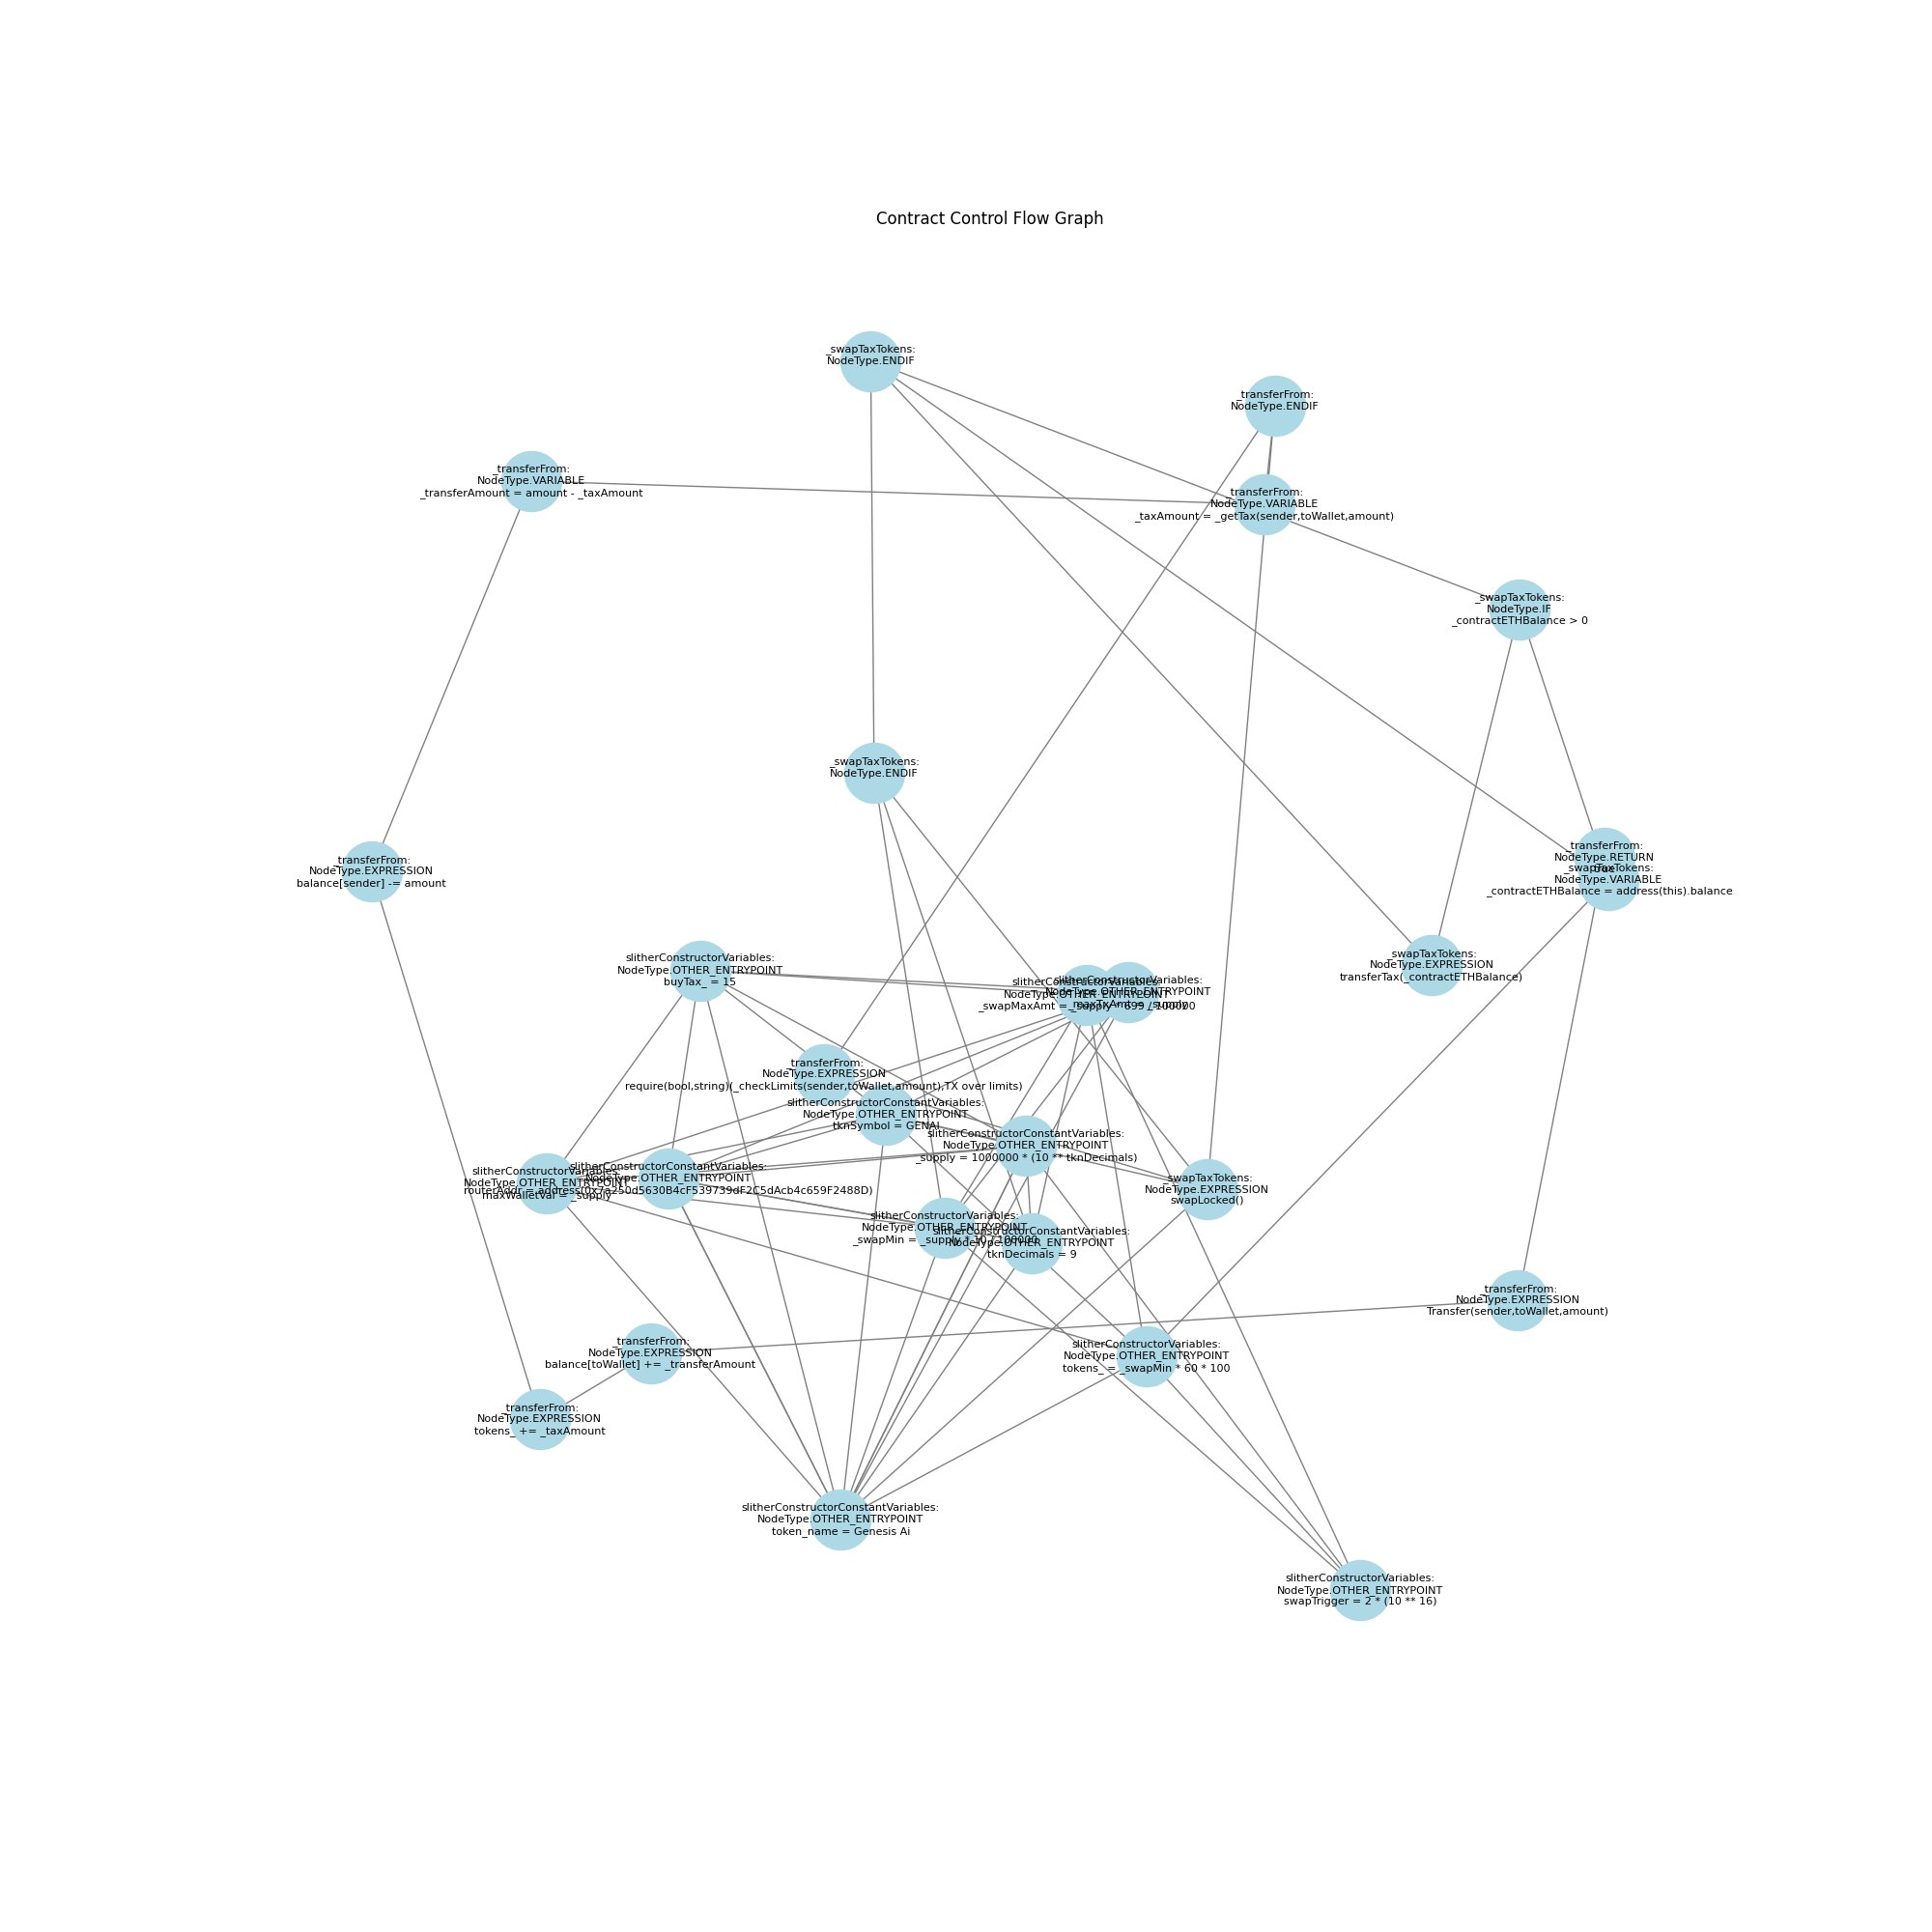 Contract Control Flow Graph
_swapTaxTokens:
NodeType.ENDIF
_transferFrom:
NodeType.ENDIF
_transferFrom:
NodeType.VARIABLE
_transferAmount = amount - _taxAmount
_transferFrom:
NodeType.VARIABLE
_taxAmount = _getTax(sender,toWallet,amount)
_swapTaxTokens:
NodeType.IF
_contractETHBalance > 0
_swapTaxTokens:
NodeType.ENDIF
_transferFrom:
NodeType.RETURN
true
_swapTaxTokens:
NodeType.VARIABLE
_contractETHBalance = address(this).balance
_transferFrom:
NodeType.EXPRESSION
balance[sender] -= amount
_swapTaxTokens:
NodeType.EXPRESSION
transferTax(_contractETHBalance)
slitherConstructorVariables:
NodeType.OTHER_ENTRYPOINT
buyTax_ = 15
slitherConstructorVariables:
NodeType.OTHER_ENTRYPOINT
_swapMaxAmt = _supply * 699 / 100000
slitherConstructorVariables:
NodeType.OTHER_ENTRYPOINT
maxTxAmt = _supply
_transferFrom:
NodeType.EXPRESSION
require(bool,string)(_checkLimits(sender,toWallet,amount),TX over limits)
slitherConstructorConstantVariables:
NodeType.OTHER_ENTRYPOINT
tknSymbol = GENAI
slitherConstructorConstantVariables:
NodeType.OTHER_ENTRYPOINT
_supply = 1000000 * (10 ** tknDecimals)
slitherConstructorVariables:
NodeType.OTHER_ENTRYPOINT
maxWalletVal = _supply
slitherConstructorConstantVariables:
NodeType.OTHER_ENTRYPOINT
routerAddr = address(0x7a250d5630B4cF539739dF2C5dAcb4c659F2488D)
_swapTaxTokens:
NodeType.EXPRESSION
swapLocked()
slitherConstructorVariables:
NodeType.OTHER_ENTRYPOINT
_swapMin = _supply * 10 / 100000
slitherConstructorConstantVariables:
NodeType.OTHER_ENTRYPOINT
tknDecimals = 9
_transferFrom:
NodeType.EXPRESSION
Transfer(sender,toWallet,amount)
_transferFrom:
NodeType.EXPRESSION
balance[toWallet] += _transferAmount
slitherConstructorVariables:
NodeType.OTHER_ENTRYPOINT
tokens_ = _swapMin * 60 * 100
_transferFrom:
NodeType.EXPRESSION
tokens_ += _taxAmount
slitherConstructorConstantVariables:
NodeType.OTHER_ENTRYPOINT
token_name = Genesis Ai
slitherConstructorVariables:
NodeType.OTHER_ENTRYPOINT
swapTrigger = 2 * (10 ** 16)